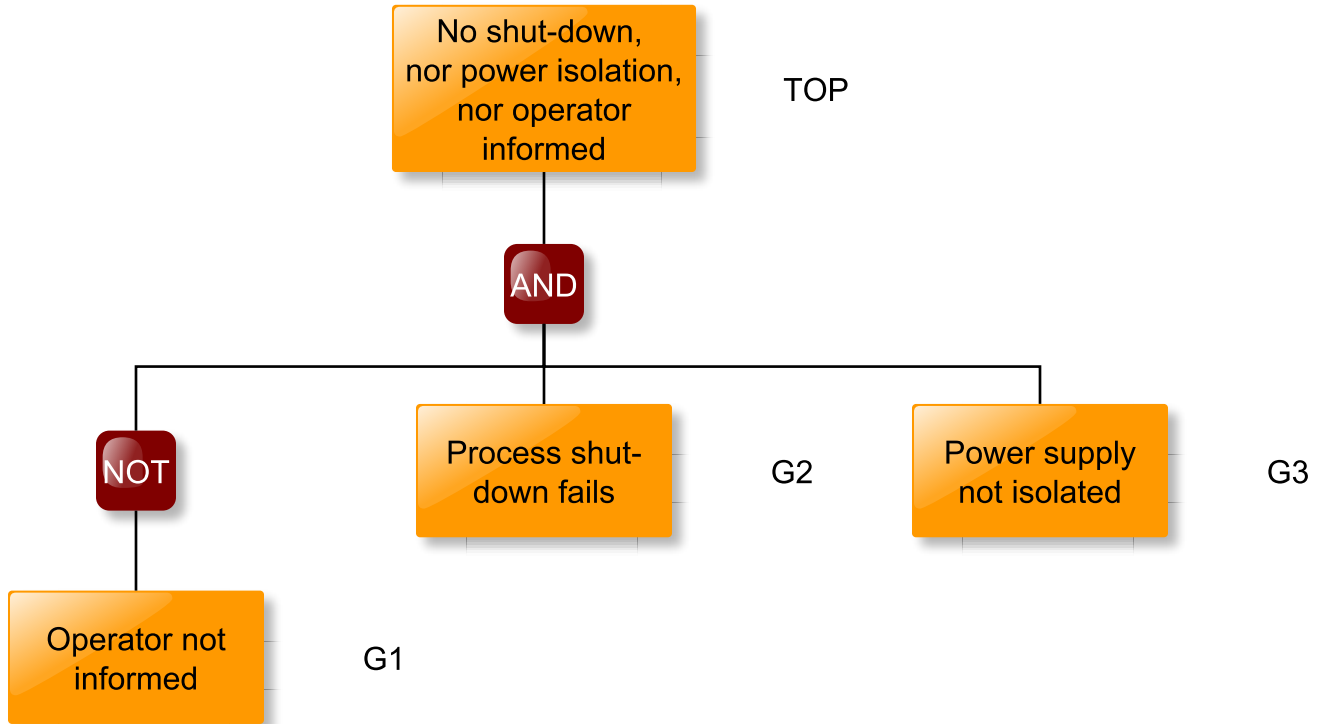 No shut-down,
nor power isolation,
nor operator
informed
TOP
AND
NOT
Process shut-
down fails
G2
Power supply
not isolated
G3
Operator not
informed
G1